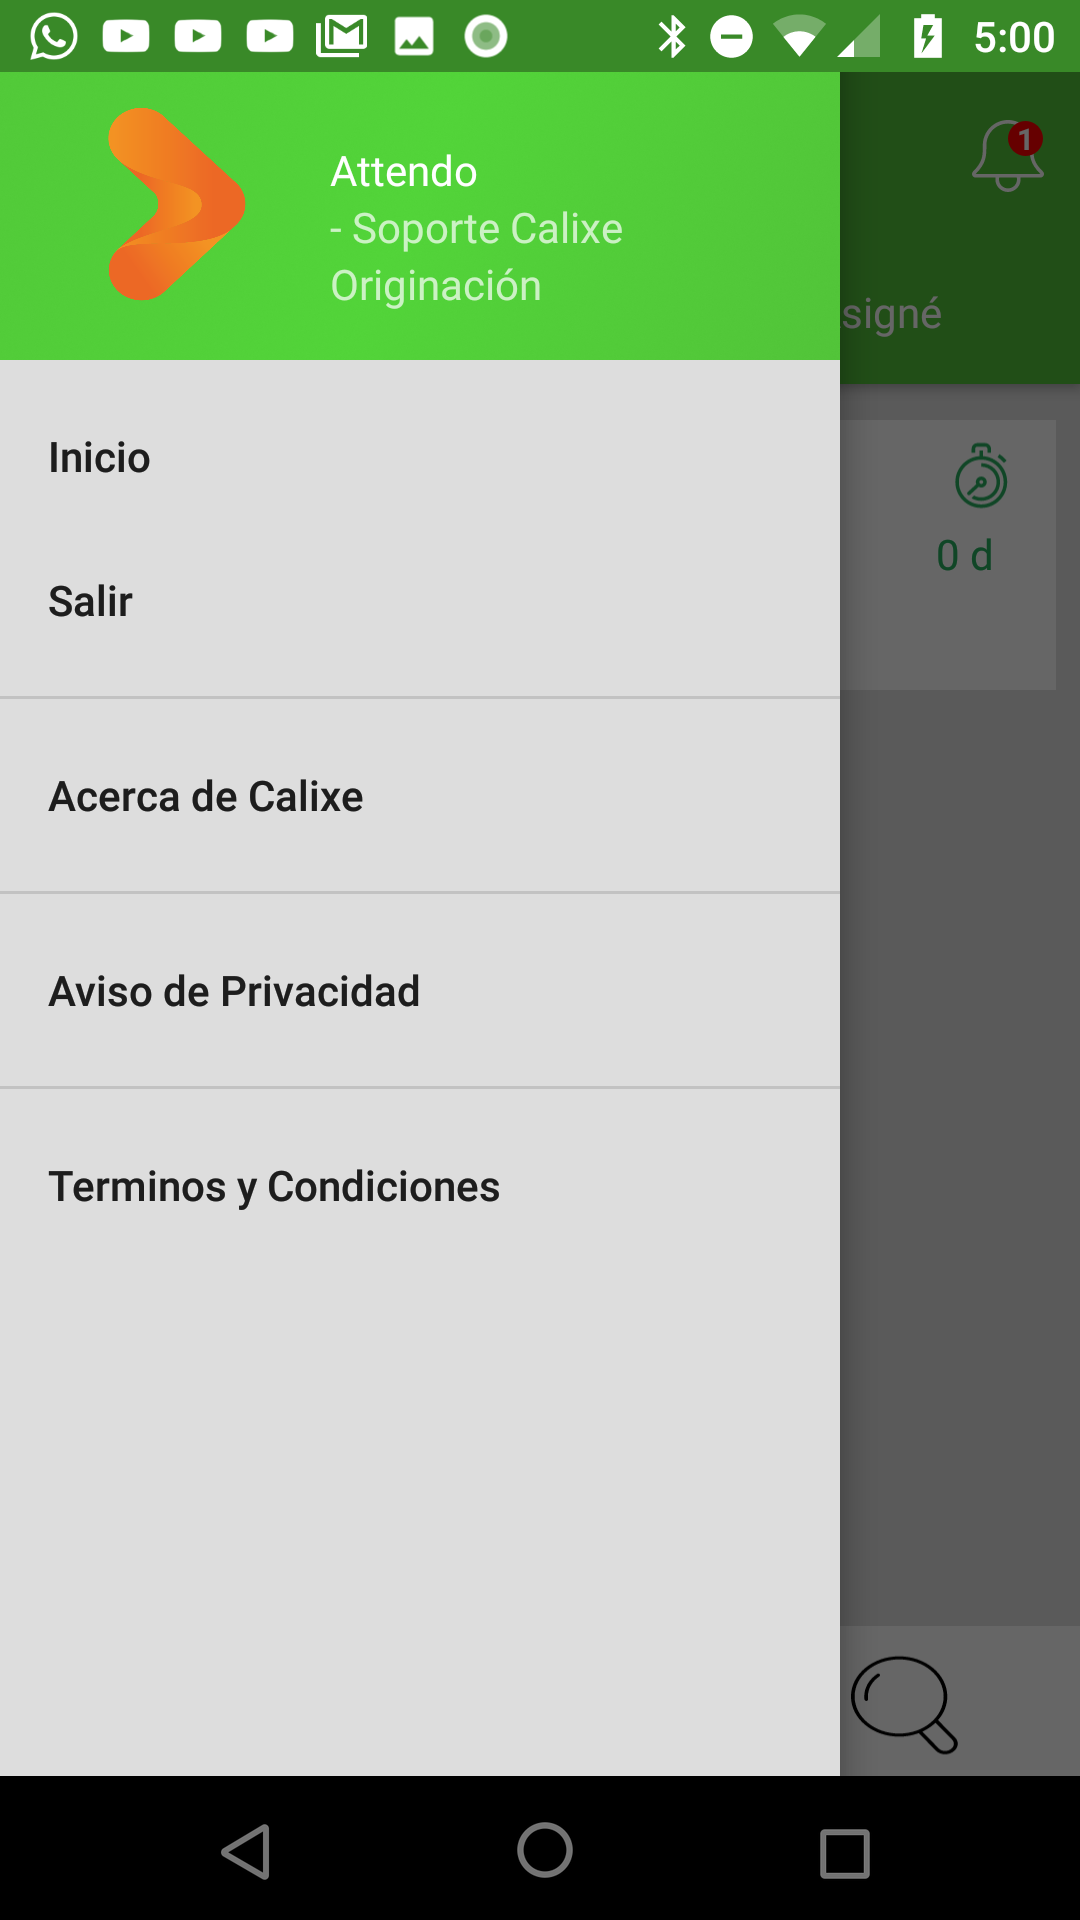 5:00
1
Attendo
- Soporte Calixe
Originación
signé
0 d
Inicio
Salir
Acerca de Calixe
Aviso de Privacidad
Terminos y Condiciones